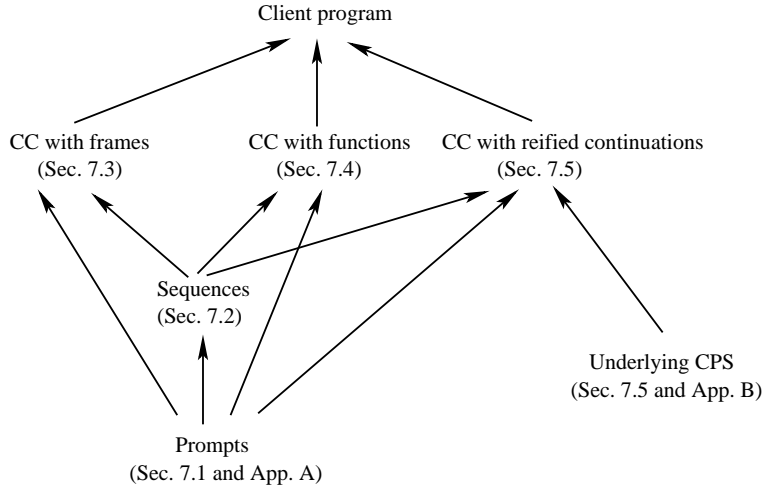 Client program
CC with frames
(Sec. 7.3)
CC with functions
(Sec. 7.4)
CC with reified continuations
(Sec. 7.5)
Sequences
(Sec. 7.2)
Underlying CPS
(Sec. 7.5 and App. B)
Prompts
(Sec. 7.1 and App. A)